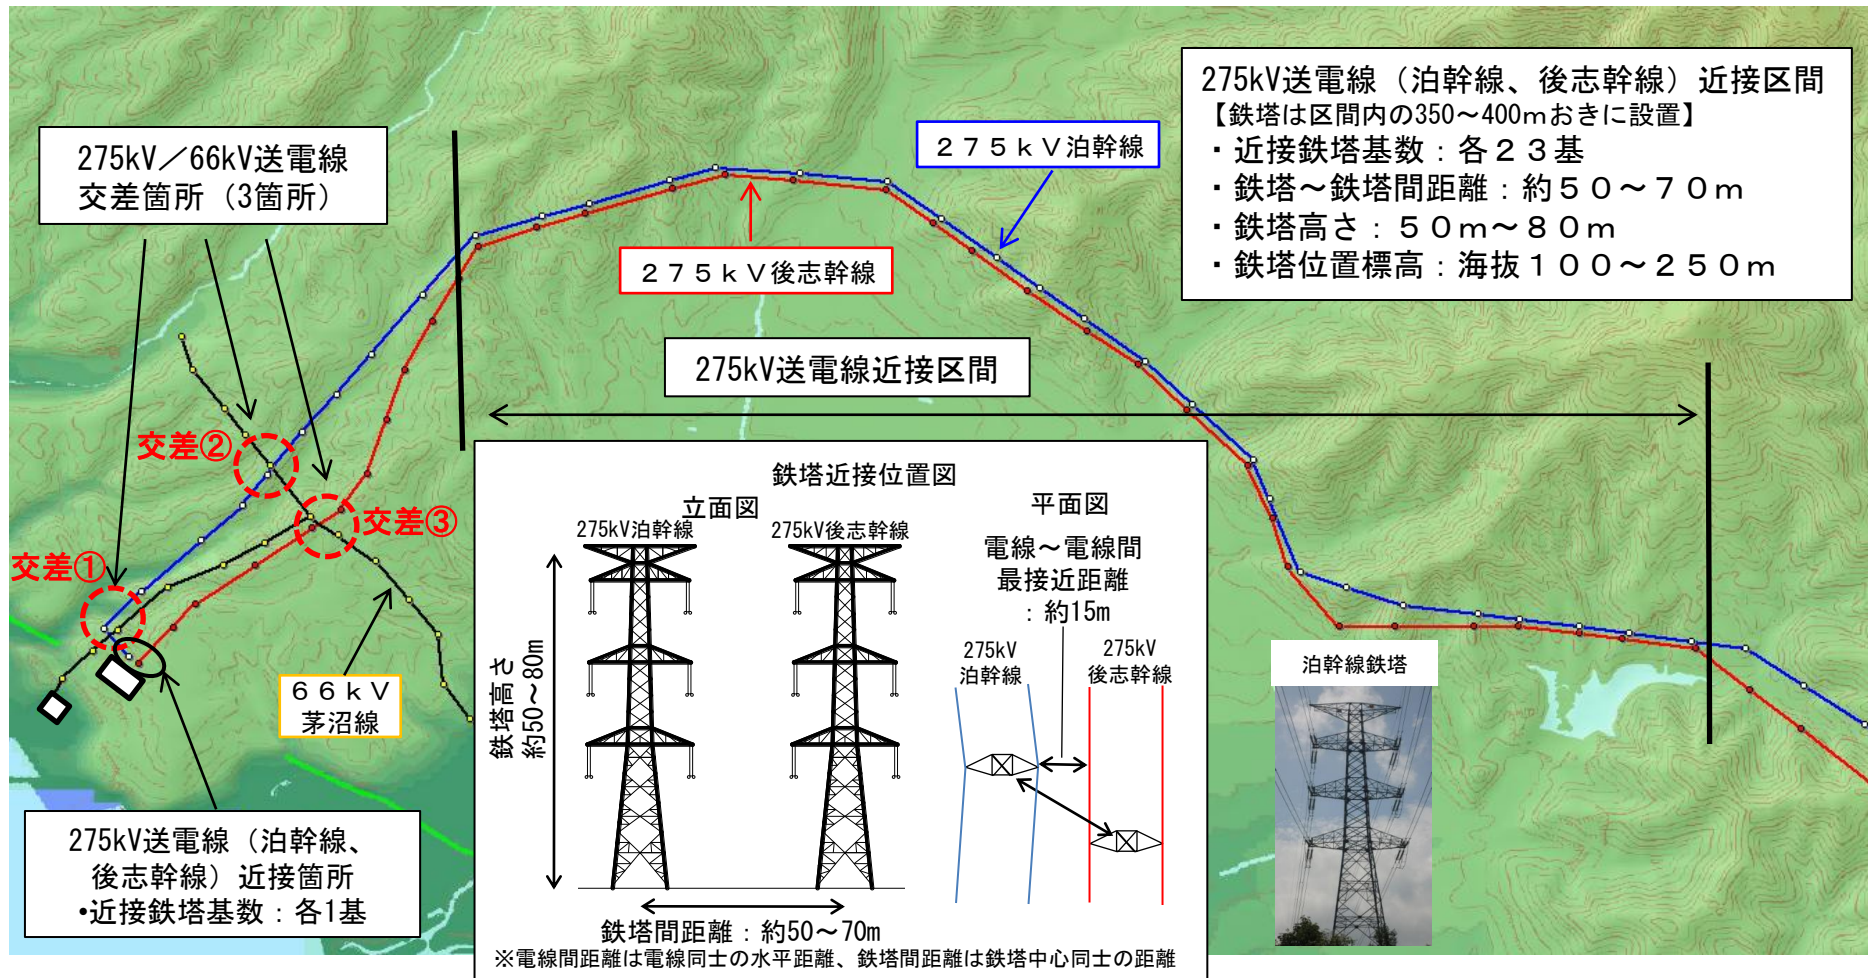 275kV／66kV送電線
交差箇所（3箇所）
２７５ｋＶ泊幹線
２７５ｋＶ後志幹線
275kV送電線（泊幹線、後志幹線）近接区間
【鉄塔は区間内の350～400mおきに設置】
・近接鉄塔基数：各２３基
・鉄塔～鉄塔間距離：約５０～７０ｍ
・鉄塔高さ：５０ｍ～８０ｍ
・鉄塔位置標高：海抜１００～２５０ｍ
275kV送電線近接区間
交差②
交差③
交差①
６６ｋＶ
茅沼線
275kV送電線（泊幹線、
後志幹線）近接箇所
•近接鉄塔基数：各1基
鉄塔近接位置図
立面図
平面図
275kV泊幹線
275kV後志幹線
電線～電線間
最接近距離
：約15m
275kV
泊幹線
275kV
後志幹線
鉄塔高さ
約50～80m
鉄塔間距離：約50～70m
※電線間距離は電線同士の水平距離、鉄塔間距離は鉄塔中心同士の距離
泊幹線鉄塔